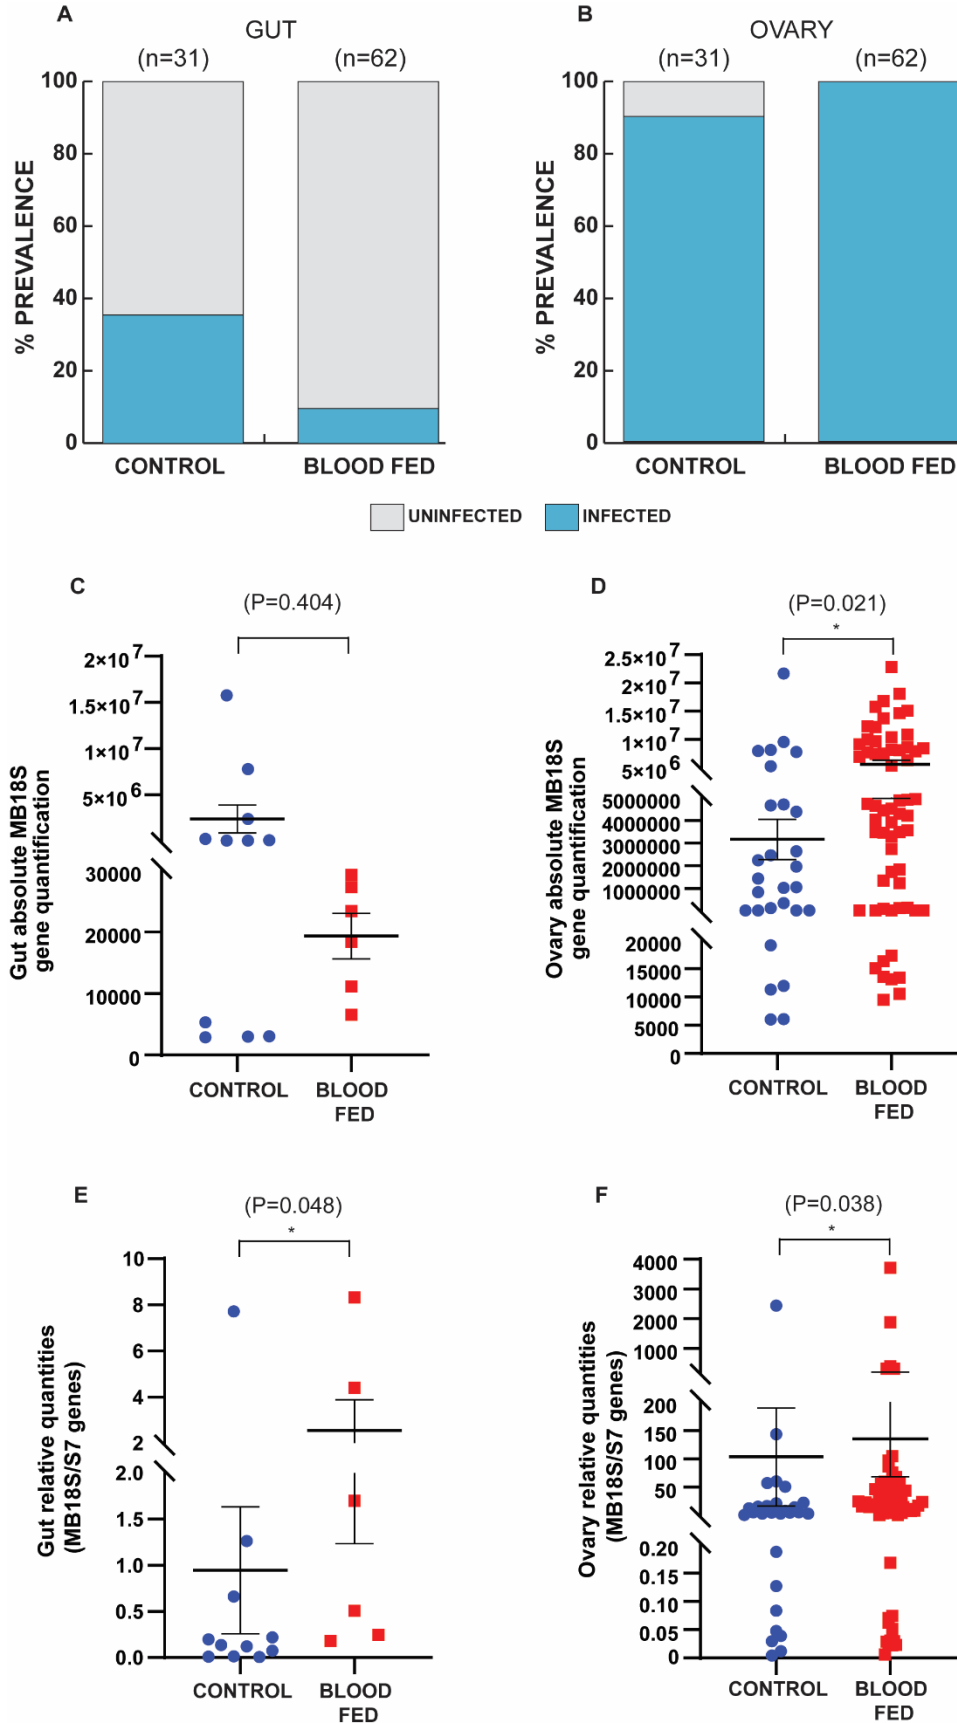 A
GUT
(n=31)
(n=62)
% PREVALENCE
100
80
60
40
20
0
CONTROL
BLOOD FED
B
OVARY
(n=31)
(n=62)
% PREVALENCE
100
80
60
40
20
0
CONTROL
BLOOD FED
UNINFECTED
INFECTED
C
(P=0.404)
Gut absolute MB18S
gene quantification
2×10⁷
1.5×10⁷
1×10⁷
5×10⁶
30000
20000
10000
0
CONTROL
BLOOD
FED
D
(P=0.021)
*
Ovary absolute MB18S
gene quantification
2.5×10⁷
2×10⁷
1.5×10⁷
1×10⁷
5×10⁶
5000000
4000000
3000000
2000000
1000000
20000
15000
10000
5000
0
CONTROL
BLOOD
FED
E
(P=0.048)
*
Gut relative quantities
(MB18S/S7 genes)
10
8
6
4
2
2.0
1.5
1.0
0.5
0.0
CONTROL
BLOOD
FED
F
(P=0.038)
*
Ovary relative quantities
(MB18S/S7 genes)
4000
3000
2000
1000
200
150
100
50
0.20
0.15
0.10
0.05
0
CONTROL
BLOOD
FED